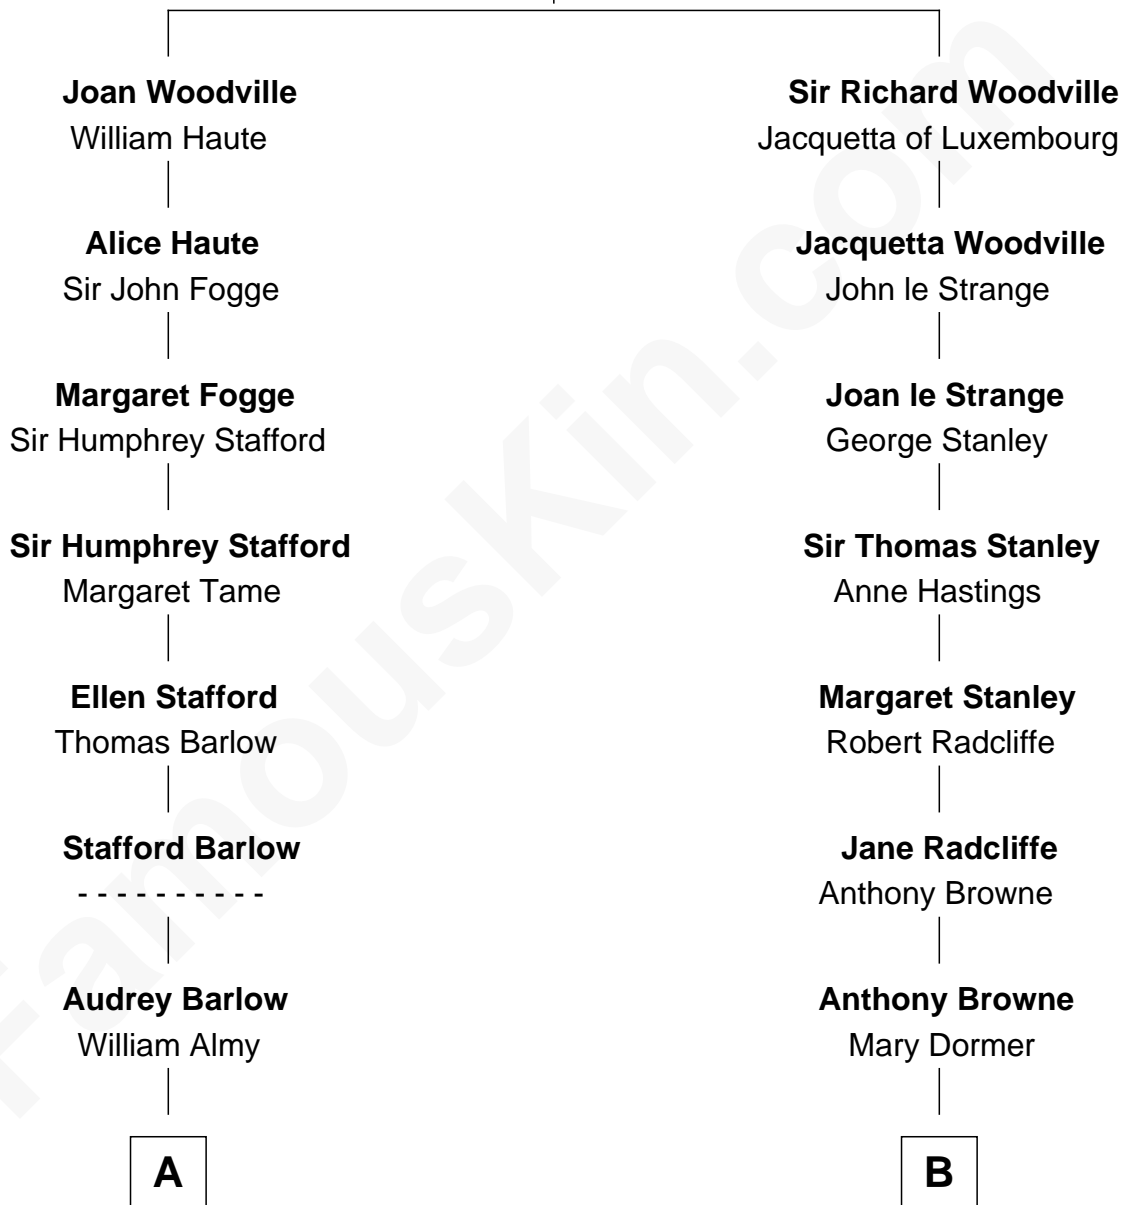 Joan Woodville
William Haute
Alice Haute
Sir John Fogge
Margaret Fogge
Sir Humphrey Stafford
Sir Humphrey Stafford
Margaret Tame
Ellen Stafford
Thomas Barlow
Stafford Barlow
- - - - - - - - - -
Audrey Barlow
William Almy
A
Sir Richard Woodville
Jacquetta of Luxembourg
Jacquetta Woodville
John le Strange
Joan le Strange
George Stanley
Sir Thomas Stanley
Anne Hastings
Margaret Stanley
Robert Radcliffe
Jane Radcliffe
Anthony Browne
Anthony Browne
Mary Dormer
B
FamousKin.com